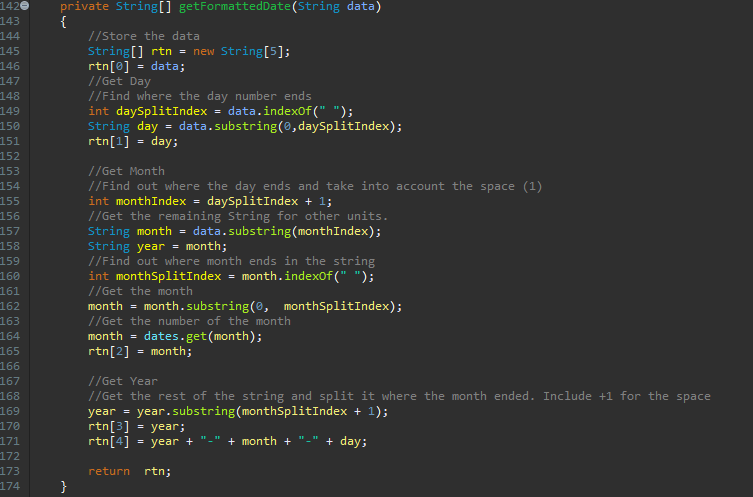 142 private String[] getFormattedDate(String data)
143 {
144 //Store the data
145 String[] rtn = new String[5];
146 rtn[0] = data;
147 //Get Day
148 //Find where the day number ends
149 int daySplitIndex = data.indexOf(" ");
150 String day = data.substring(0,daySplitIndex);
151 rtn[1] = day;
152
153 //Get Month
154 //Find out where the day ends and take into account the space (1)
155 int monthIndex = daySplitIndex + 1;
156 //Get the remaining String for other units.
157 String month = data.substring(monthIndex);
158 String year = month;
159 //Find out where month ends in the string
160 int monthSplitIndex = month.indexOf(" ");
161 //Get the month
162 month = month.substring(0,  monthSplitIndex);
163 //Get the number of the month
164 month = dates.get(month);
165 rtn[2] = month;
166
167 //Get Year
168 //Get the rest of the string and split it where the month ended. Include +1 for the space
169 year = year.substring(monthSplitIndex + 1);
170 rtn[3] = year;
171 rtn[4] = year + "-" + month + "-" + day;
172
173 return  rtn;
174 }